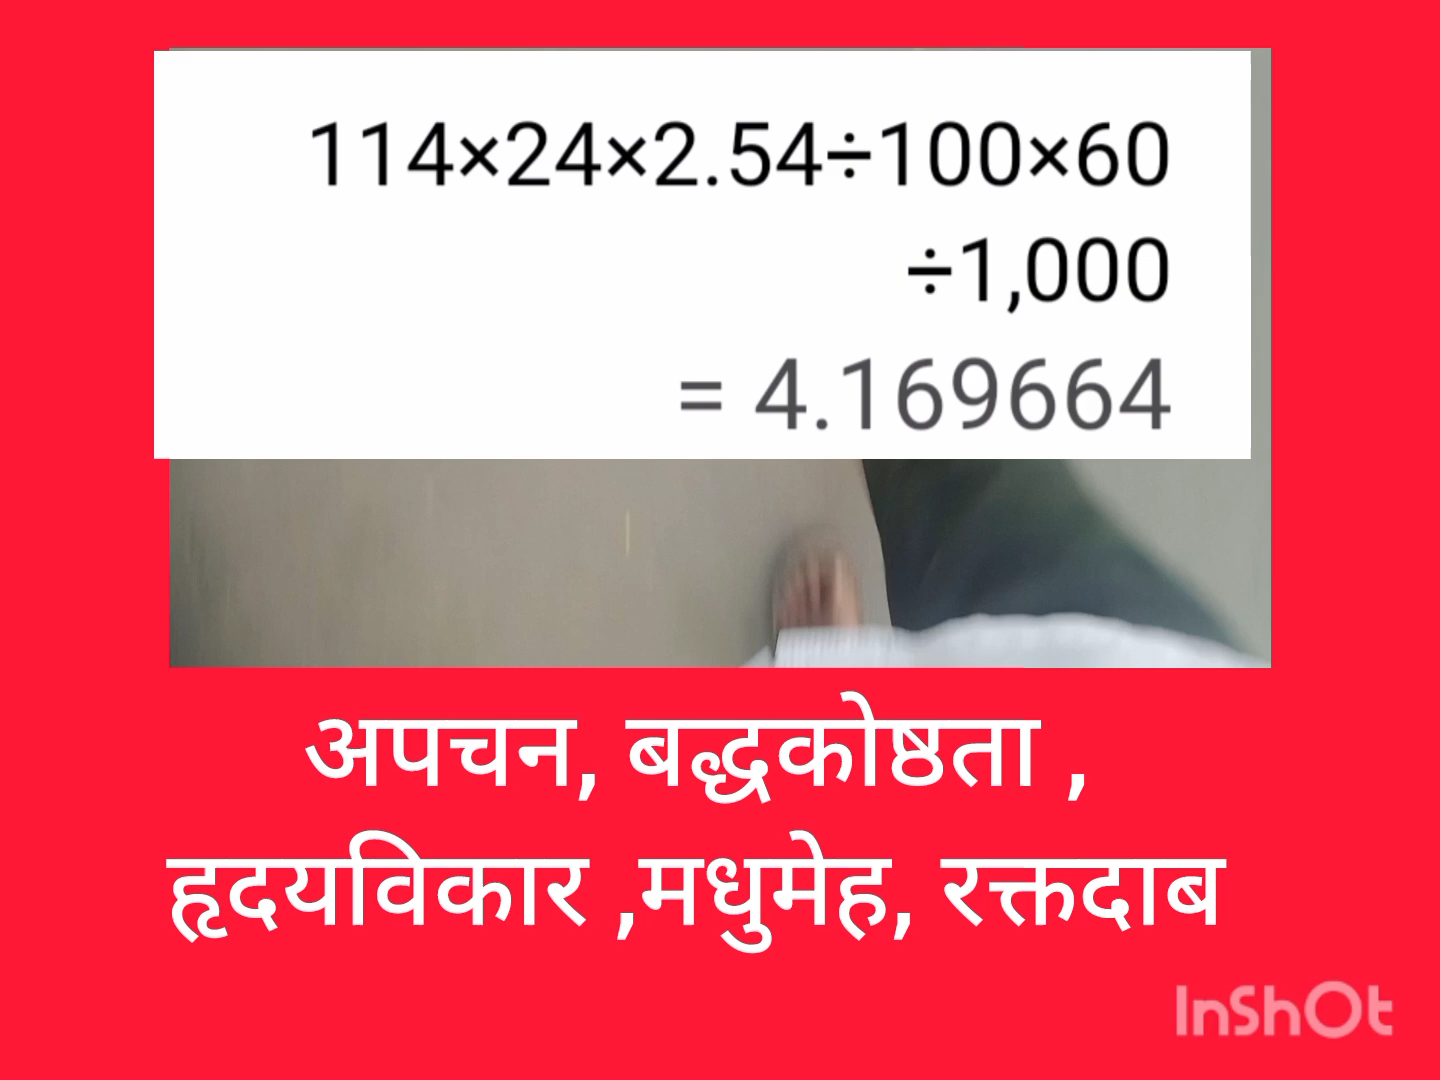 114×24×2.54÷100×60
÷1,000
= 4.169664
अपचन, बद्धकोष्ठता ,
हृदयविकार ,मधुमेह, रक्तदाब
InShOt